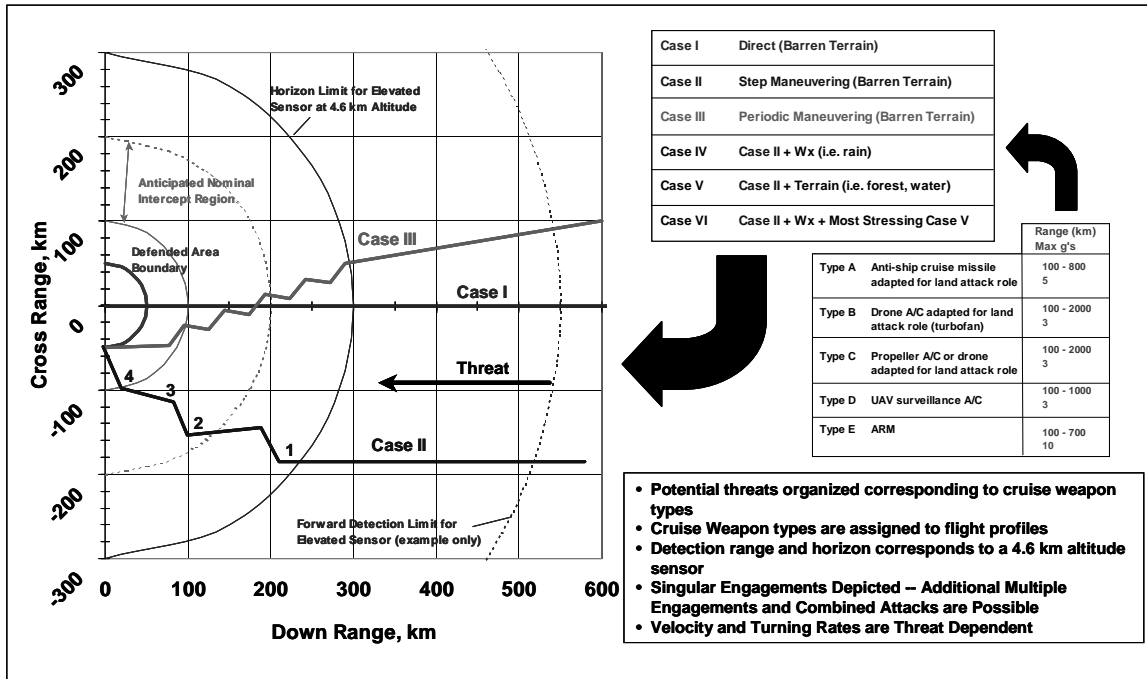 300
200
100
0
-100
-200
-300
Cross Range, km
0
100
200
300
400
500
600
Down Range, km
Horizon Limit for Elevated
Sensor at 4.6 km Altitude
Anticipated Nominal
Intercept Region
Defended Area
Boundary
Case III
Case I
Threat
Case II
4
3
2
1
Forward Detection Limit for
Elevated Sensor (example only)
Case I Direct (Barren Terrain)
Case II Step Maneuvering (Barren Terrain)
Case III Periodic Maneuvering (Barren Terrain)
Case IV Case II + Wx (i.e. rain)
Case V Case II + Terrain (i.e. forest, water)
Case VI Case II + Wx + Most Stressing Case V
Range (km)
Max g's
Type A Anti-ship cruise missile 100 - 800
adapted for land attack role 5
Type B Drone A/C adapted for land 100 - 2000
attack role (turbofan) 3
Type C Propeller A/C or drone 100 - 2000
adapted for land attack role 3
Type D UAV surveillance A/C 100 - 1000
3
Type E ARM 100 - 700
10
• Potential threats organized corresponding to cruise weapon
types
• Cruise Weapon types are assigned to flight profiles
• Detection range and horizon corresponds to a 4.6 km altitude
sensor
• Singular Engagements Depicted -- Additional Multiple
Engagements and Combined Attacks are Possible
• Velocity and Turning Rates are Threat Dependent